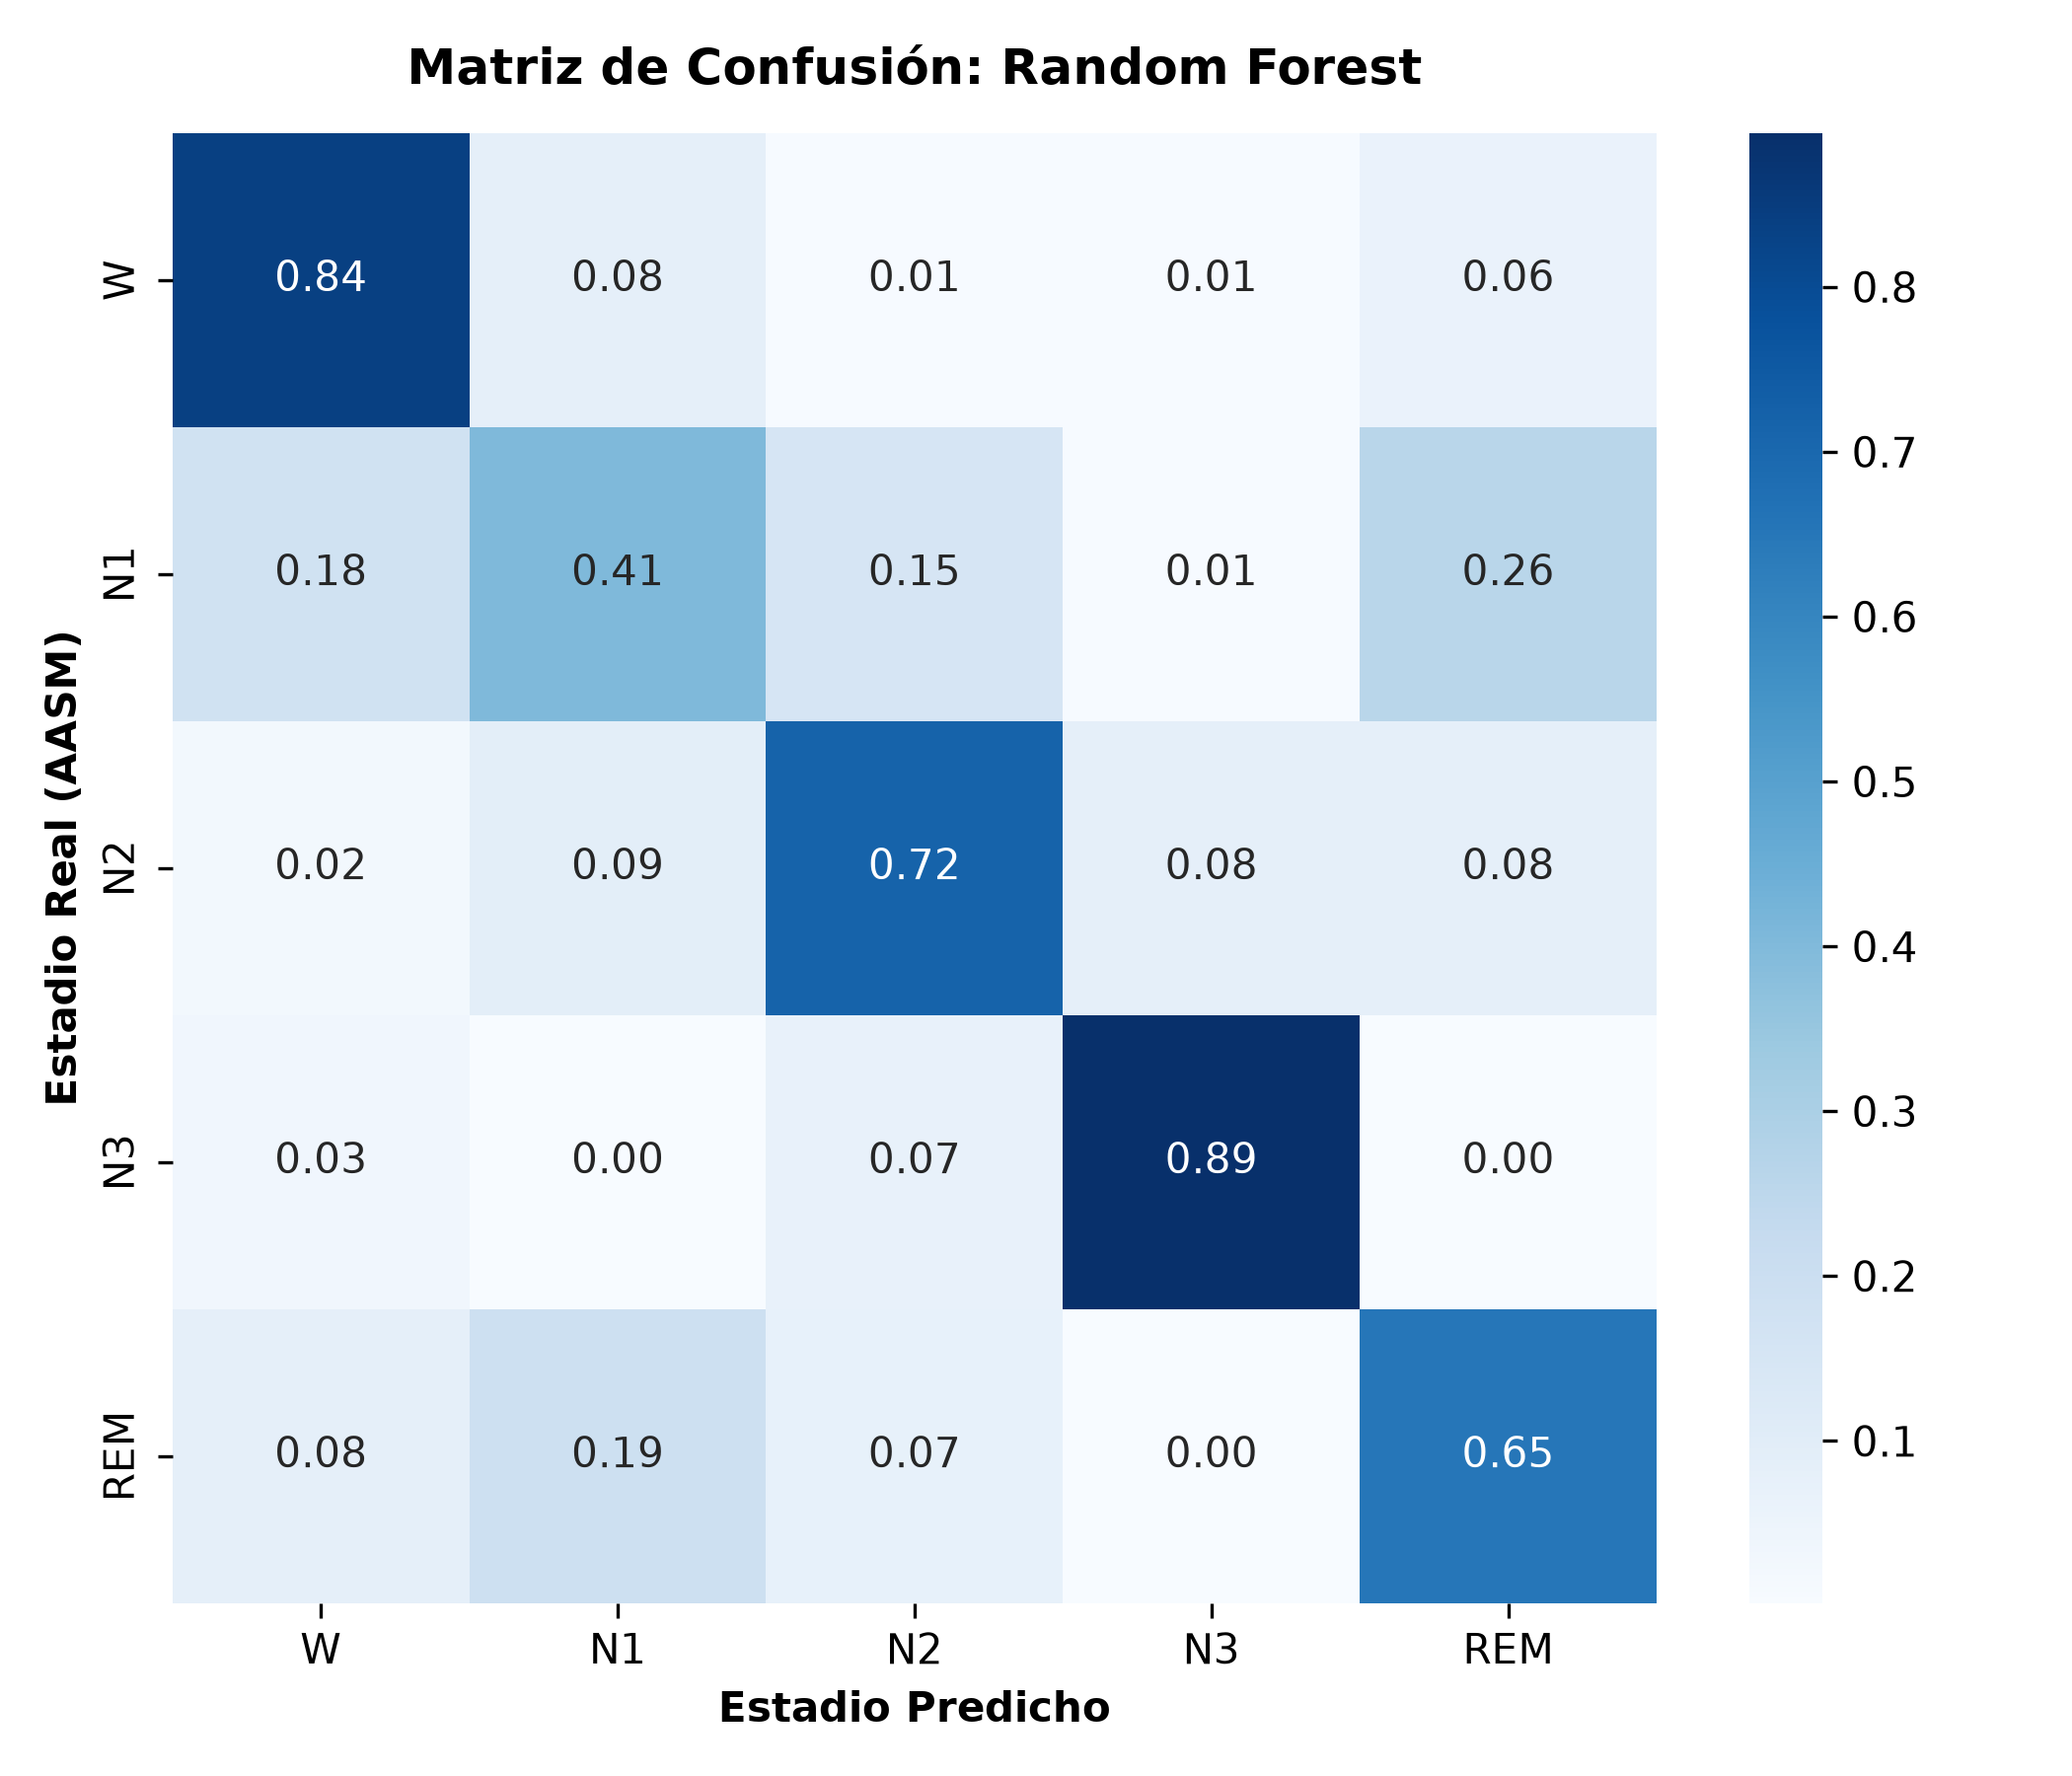 Matriz de Confusión: Random Forest
Estadio Real (AASM)
W 0.84 0.08 0.01 0.01 0.06
N1 0.18 0.41 0.15 0.01 0.26
N2 0.02 0.09 0.72 0.08 0.08
N3 0.03 0.00 0.07 0.89 0.00
REM 0.08 0.19 0.07 0.00 0.65
W N1 N2 N3 REM
Estadio Predicho
0.8
0.7
0.6
0.5
0.4
0.3
0.2
0.1